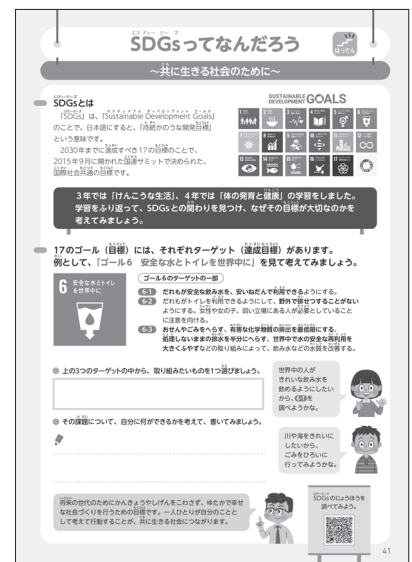 エス ディー ジー ズ
SDGsってなんだろう
はってん
〜共に生きる社会のために〜
SDGsとは
「SDGs」は、「Sustainable Development Goals」
のことで、日本語にすると、「持続かのうな開発目標」
という意味です。
2030年までに達成すべき17の目標のことで、
2015年9月に開かれた国連サミットで決められた、
国際社会共通の目標です。
SUSTAINABLE
DEVELOPMENT GOALS
3年では「けんこうな生活」、4年では「体の発育と健康」の学習をしました。
学習をふり返って、SDGsとの関わりを見つけ、なぜその目標が大切なのかを
考えてみましょう。
17のゴール(目標)には、それぞれターゲット(達成目標)があります。
例として、「ゴール6 安全な水とトイレを世界中に」を見て考えてみましょう。
6 安全な水とトイレ
を世界中に
ゴール6のターゲットの一部
6-1 だれもが安全な飲み水を、安いねだんで利用できるようにする。
6-2 だれもがトイレを利用できるようにして、野外で排せつすることがない
ようにする。女性や女の子、弱い立場にある人が必要としていること
に注意を向ける。
6-3 おせんやごみをへらす、有害な化学物質の排出を最低限にする、
処理しないままの排水を半分にへらす、世界中で水の安全な再利用を
大きくふやすなどの取り組みによって、飲み水などの水質を改善する。
上の3つのターゲットの中から、取り組みたいものを1つ選びましょう。
世界中の人が
きれいな飲み水を
飲めるようにしたい
から、6-1を
調べようかな。
その課題について、自分に何ができるかを考えて、書いてみましょう。
川や海をきれいに
したいから、
ごみをひろいに
行ってみようかな。
将来の世代のためにかんきょうやしげんをこわさず、ゆたかで幸せ
な社会づくりを行うための目標です。一人ひとりが自分のことと
して考えて行動することが、共に生きる社会につながります。
SDGsのじょうほうを
調べてみよう。
41